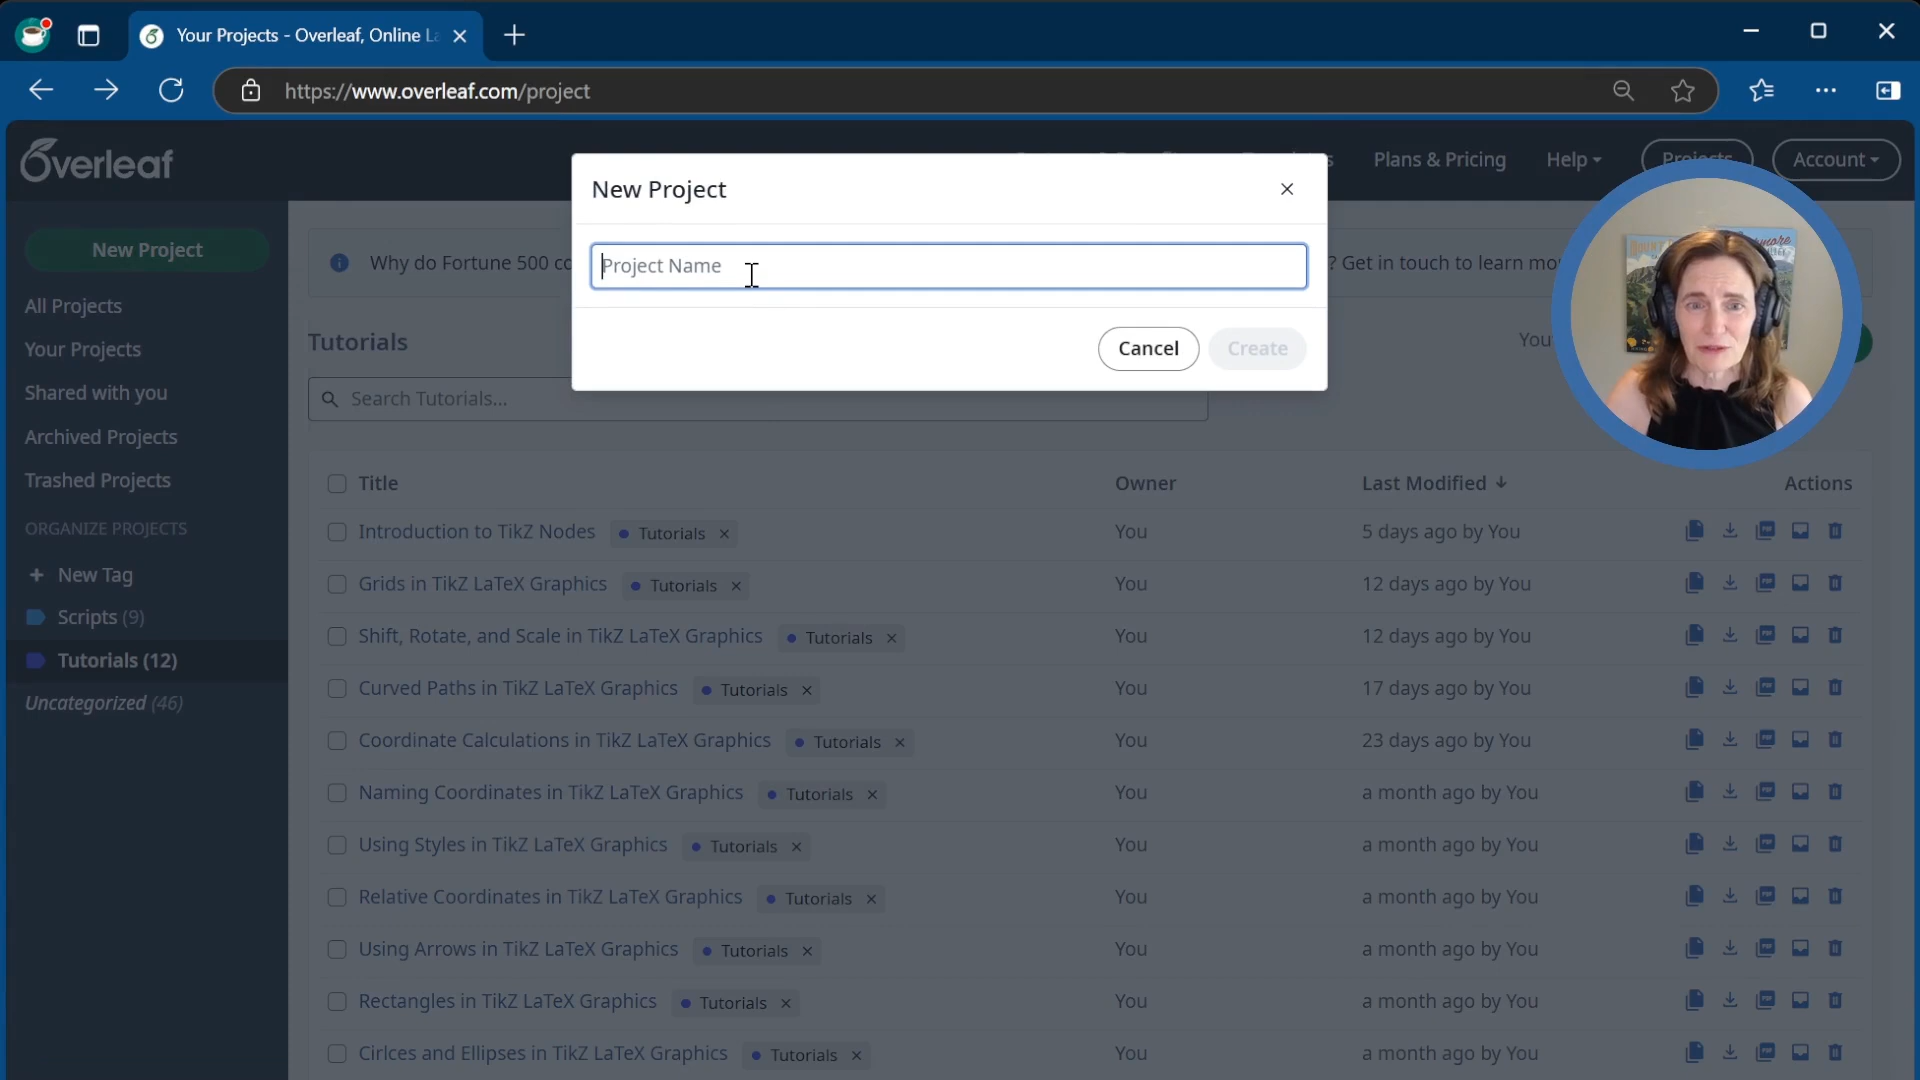 Your Projects - Overleaf, Online La
https://www.overleaf.com/project
Overleaf
Plans & Pricing
Help
Projects
Account
New Project
All Projects
Your Projects
Shared with you
Archived Projects
Trashed Projects
ORGANIZE PROJECTS
+ New Tag
Scripts (9)
Tutorials (12)
Uncategorized (46)
Why do Fortune 500 co
? Get in touch to learn mo
New Project
Project Name
Cancel
Create
Tutorials
You
Search Tutorials...
Title Owner Last Modified Actions
Introduction to TikZ Nodes Tutorials You 5 days ago by You
Grids in TikZ LaTeX Graphics Tutorials You 12 days ago by You
Shift, Rotate, and Scale in TikZ LaTeX Graphics Tutorials You 12 days ago by You
Curved Paths in TikZ LaTeX Graphics Tutorials You 17 days ago by You
Coordinate Calculations in TikZ LaTeX Graphics Tutorials You 23 days ago by You
Naming Coordinates in TikZ LaTeX Graphics Tutorials You a month ago by You
Using Styles in TikZ LaTeX Graphics Tutorials You a month ago by You
Relative Coordinates in TikZ LaTeX Graphics Tutorials You a month ago by You
Using Arrows in TikZ LaTeX Graphics Tutorials You a month ago by You
Rectangles in TikZ LaTeX Graphics Tutorials You a month ago by You
Cirlces and Ellipses in TikZ LaTeX Graphics Tutorials You a month ago by You